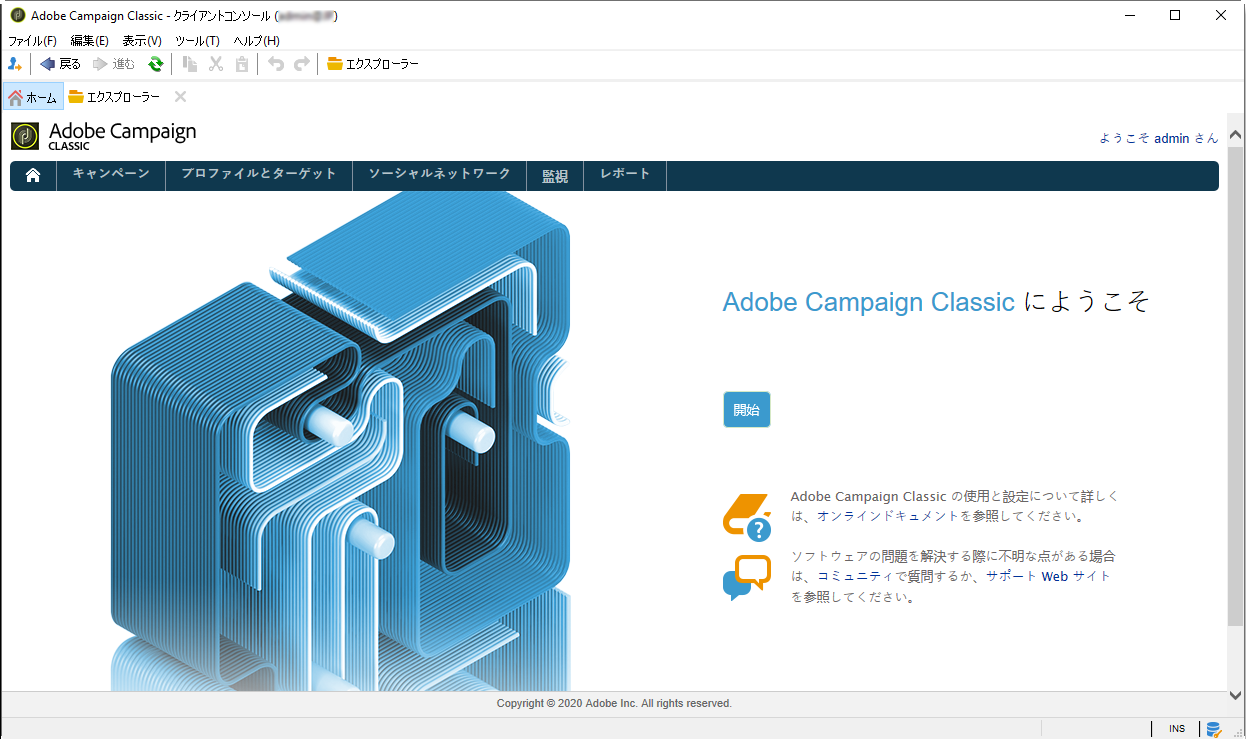 Adobe Campaign Classic - クライアントコンソール (
ファイル(F) 編集(E) 表示(V) ツール(T) ヘルプ(H)
戻る 進む エクスプローラー
ホーム エクスプローラー
Adobe Campaign
CLASSIC
ようこそ admin さん
キャンペーン プロファイルとターゲット ソーシャルネットワーク 監視 レポート
Adobe Campaign Classic にようこそ
開始
Adobe Campaign Classic の使用と設定について詳しく
は、オンラインドキュメントを参照してください。
?
ソフトウェアの問題を解決する際に不明な点がある場合
は、コミュニティで質問するか、サポート Web サイト
を参照してください。
Copyright © 2020 Adobe Inc. All rights reserved.
INS